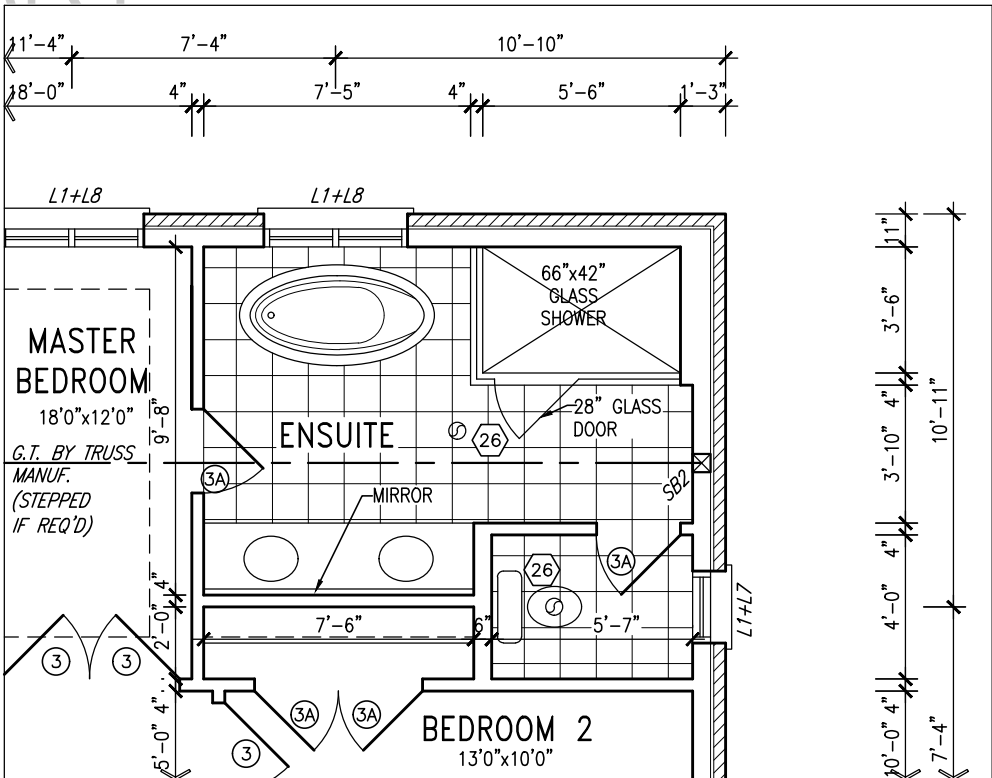 11'-4" 7'-4" 10'-10"
18'-0" 4" 7'-5" 4" 5'-6" 1'-3"
L1+L8 L1+L8
11"
66"x42"
GLASS
SHOWER
3'-6"
MASTER
BEDROOM
18'0"x12'0"
9'-8"
28" GLASS
DOOR
4"
10'-11"
ENSUITE
26
G.T. BY TRUSS
MANUF.
(STEPPED
IF REQ'D)
3A
MIRROR
SB2
3'-10"
4"
26
3A
4"
4'-0"
L1+L7
2'-0"
7'-6" 6" 5'-7"
3 3
4"
5'-0"
3A 3A
3
BEDROOM 2
13'0"x10'0"
4"
10'-0"
7'-4"